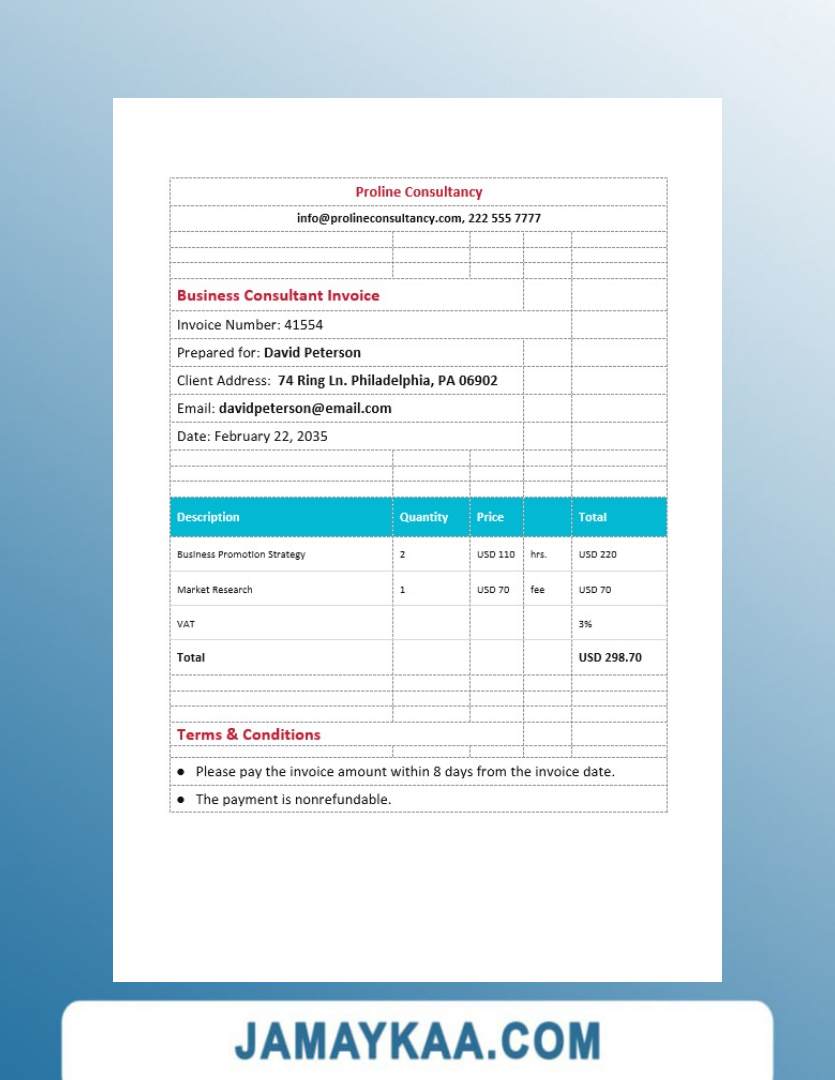 Proline Consultancy
info@prolineconsultancy.com, 222 555 7777
Business Consultant Invoice
Invoice Number: 41554
Prepared for: David Peterson
Client Address: 74 Ring Ln. Philadelphia, PA 06902
Email: davidpeterson@email.com
Date: February 22, 2035
Description Quantity Price Total
Business Promotion Strategy 2 USD 110 hrs. USD 220
Market Research 1 USD 70 fee USD 70
VAT 3%
Total USD 298.70
Terms & Conditions
● Please pay the invoice amount within 8 days from the invoice date.
● The payment is nonrefundable.
JAMAYKAA.COM